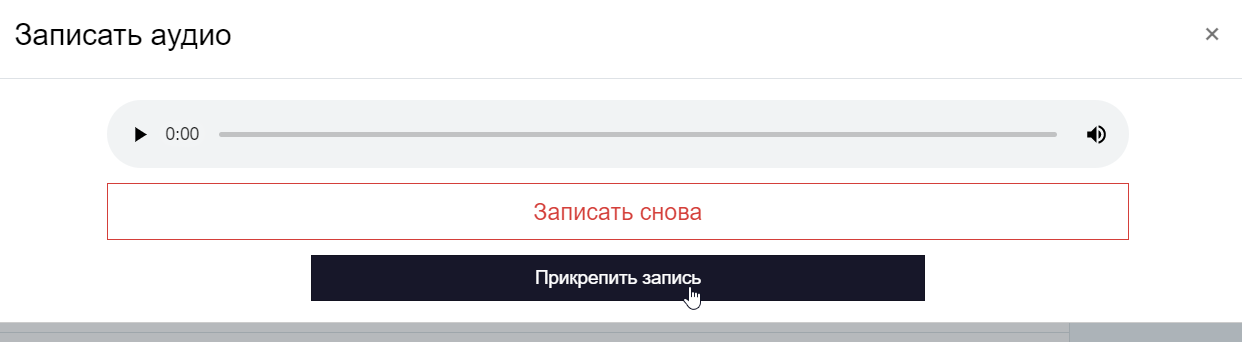 Записать аудио
0:00
Записать снова
Прикрепить запись